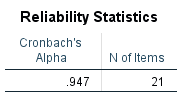 Reliability Statistics
Cronbach's
Alpha N of Items
.947 21